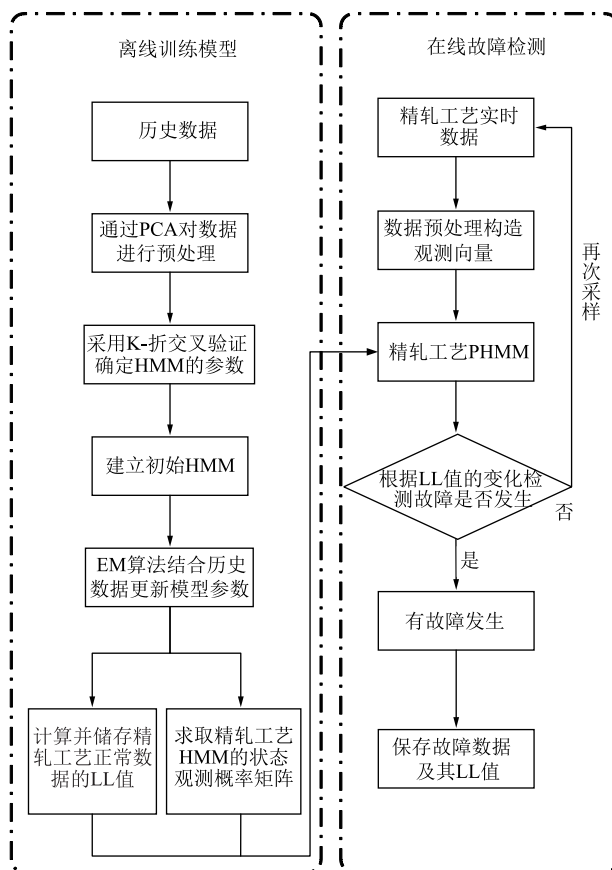 离线训练模型
历史数据
通过PCA对数据
进行预处理
采用K-折交叉验证
确定HMM的参数
建立初始HMM
EM算法结合历史
数据更新模型参数
计算并储存精
轧工艺正常数
据的LL值
求取精轧工艺
HMM的状态
观测概率矩阵
在线故障检测
精轧工艺实时
数据
数据预处理构造
观测向量
精轧工艺PHMM
根据LL值的变化检
测故障是否发生
否
再次采样
是
有故障发生
保存故障数据
及其LL值